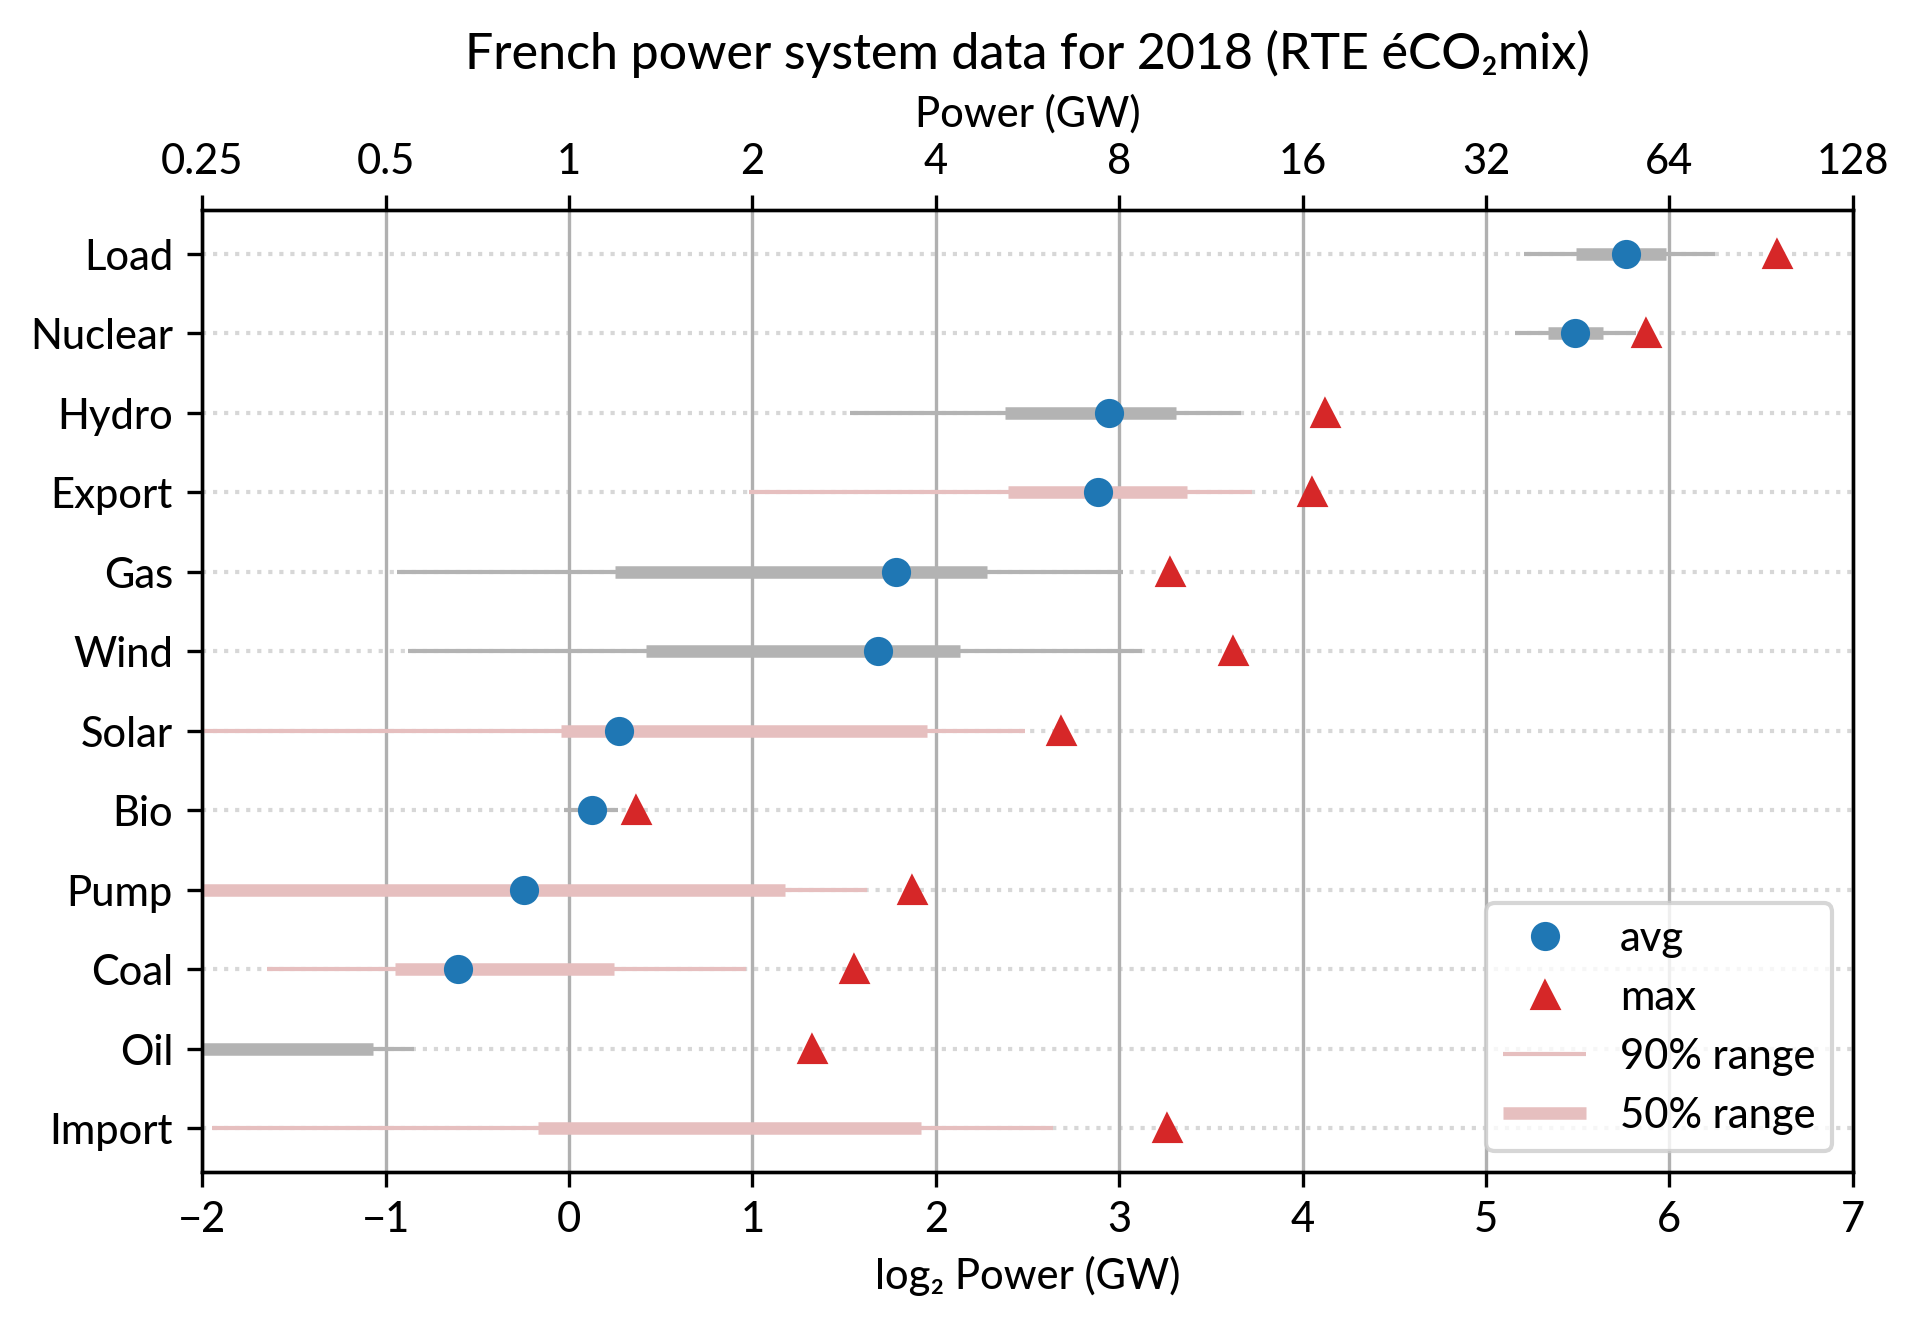 French power system data for 2018 (RTE éCO₂mix)
Power (GW)
0.25 0.5 1 2 4 8 16 32 64 128
Load
Nuclear
Hydro
Export
Gas
Wind
Solar
Bio
Pump
Coal
Oil
Import
avg
max
90% range
50% range
−2 −1 0 1 2 3 4 5 6 7
log₂ Power (GW)